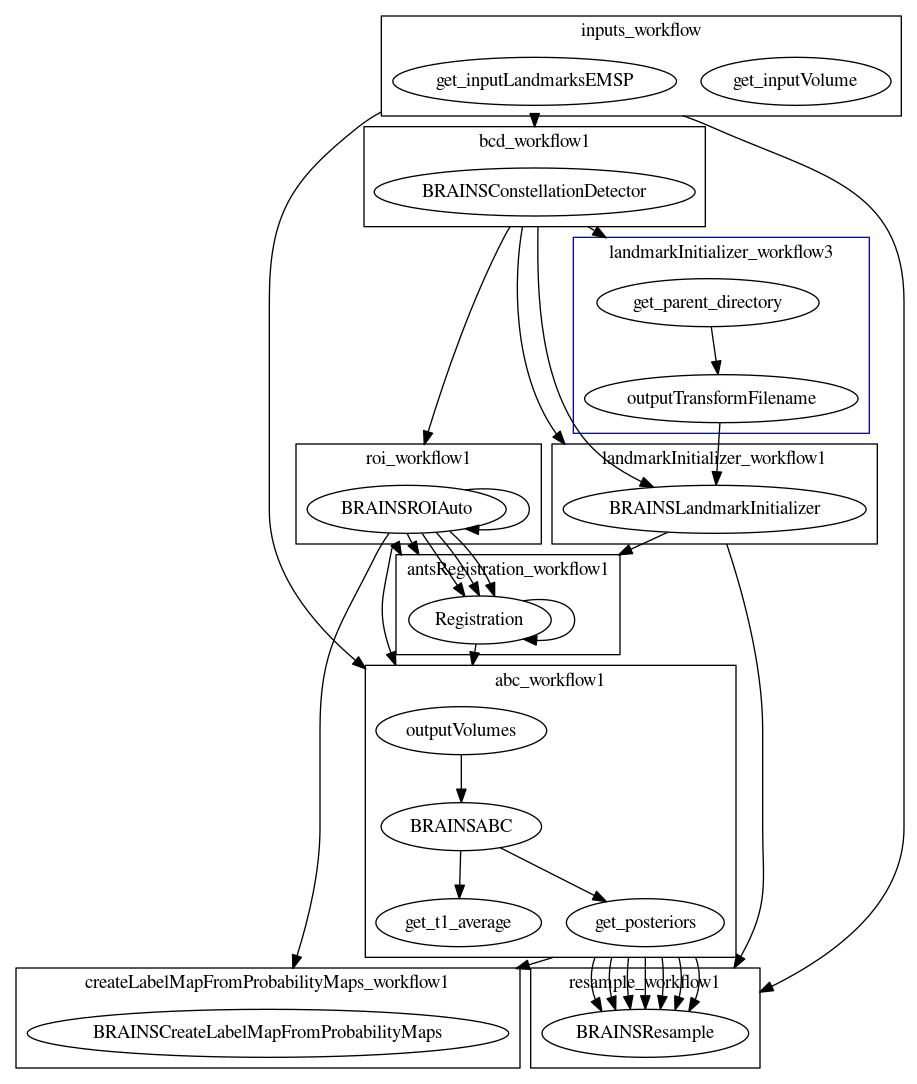 inputs_workflow
get_inputLandmarksEMSP
get_inputVolume
bcd_workflow1
BRAINSConstellationDetector
landmarkInitializer_workflow3
get_parent_directory
outputTransformFilename
roi_workflow1
landmarkInitializer_workflow1
BRAINSROIAuto
BRAINSLandmarkInitializer
antsRegistration_workflow1
Registration
abc_workflow1
outputVolumes
BRAINSABC
get_t1_average
get_posteriors
createLabelMapFromProbabilityMaps_workflow1
resample_workflow1
BRAINSCreateLabelMapFromProbabilityMaps
BRAINSResample